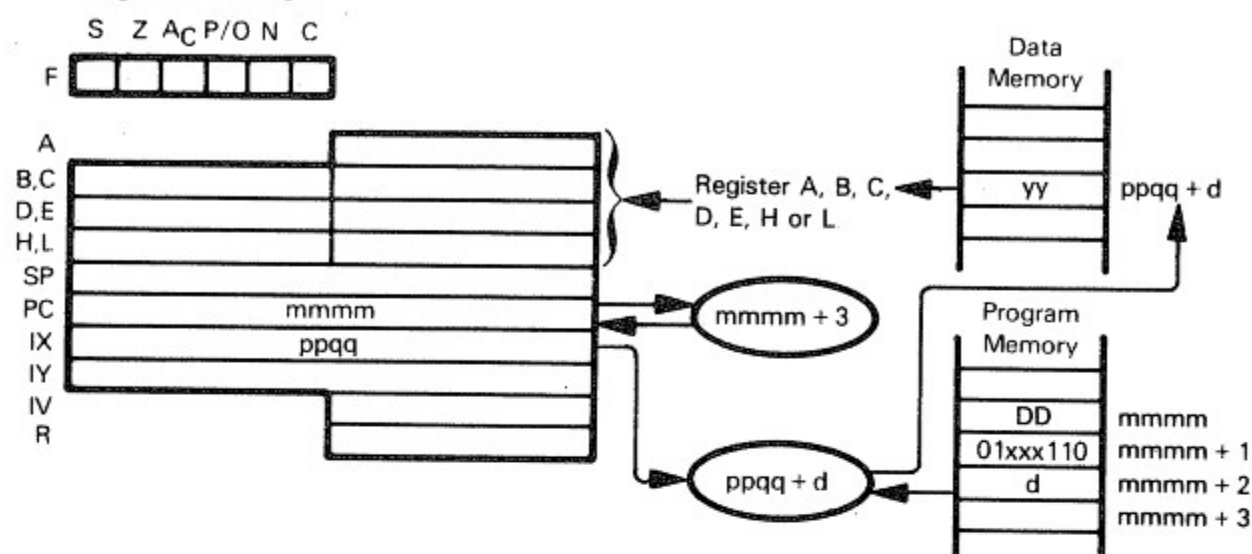 S Z AC P/O N C
F
A
B,C
D,E
H,L
SP
PC mmmm
IX ppqq
IY
IV
R
Register A, B, C,
D, E, H or L
mmmm + 3
ppqq + d
Data
Memory
yy ppqq + d
Program
Memory
DD mmmm
01xxx110 mmmm + 1
d mmmm + 2
mmmm + 3